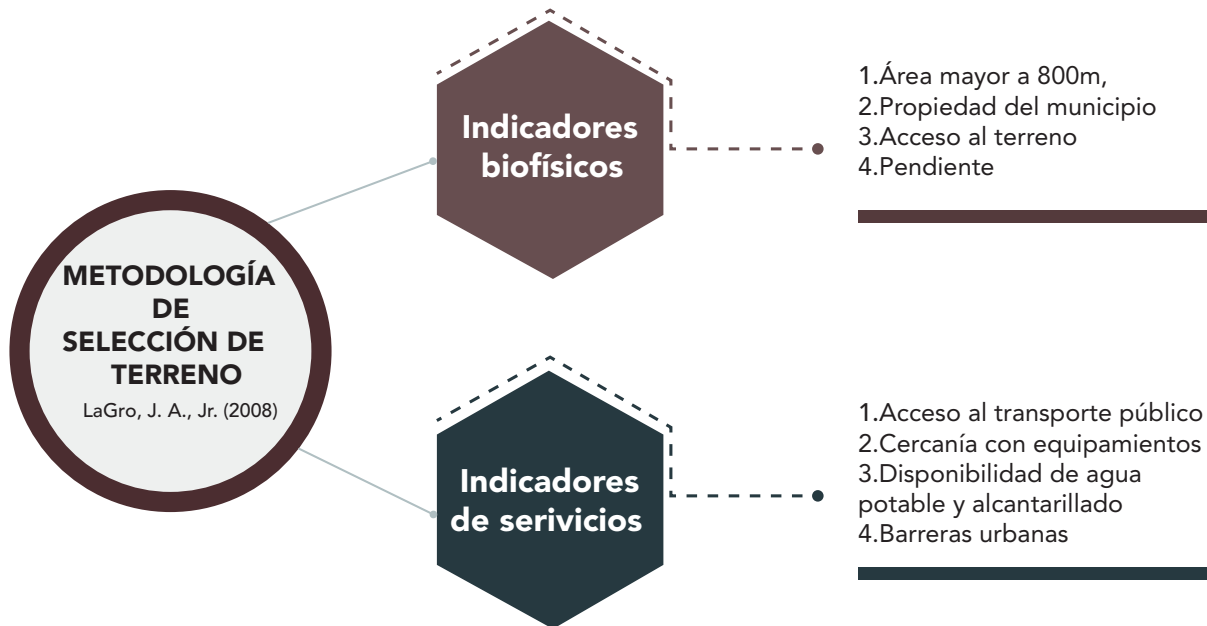 METODOLOGÍA
DE
SELECCIÓN DE
TERRENO
LaGro, J. A., Jr. (2008)
Indicadores
biofísicos
1.Área mayor a 800m,
2.Propiedad del municipio
3.Acceso al terreno
4.Pendiente
Indicadores
de serivicios
1.Acceso al transporte público
2.Cercanía con equipamientos
3.Disponibilidad de agua
potable y alcantarillado
4.Barreras urbanas